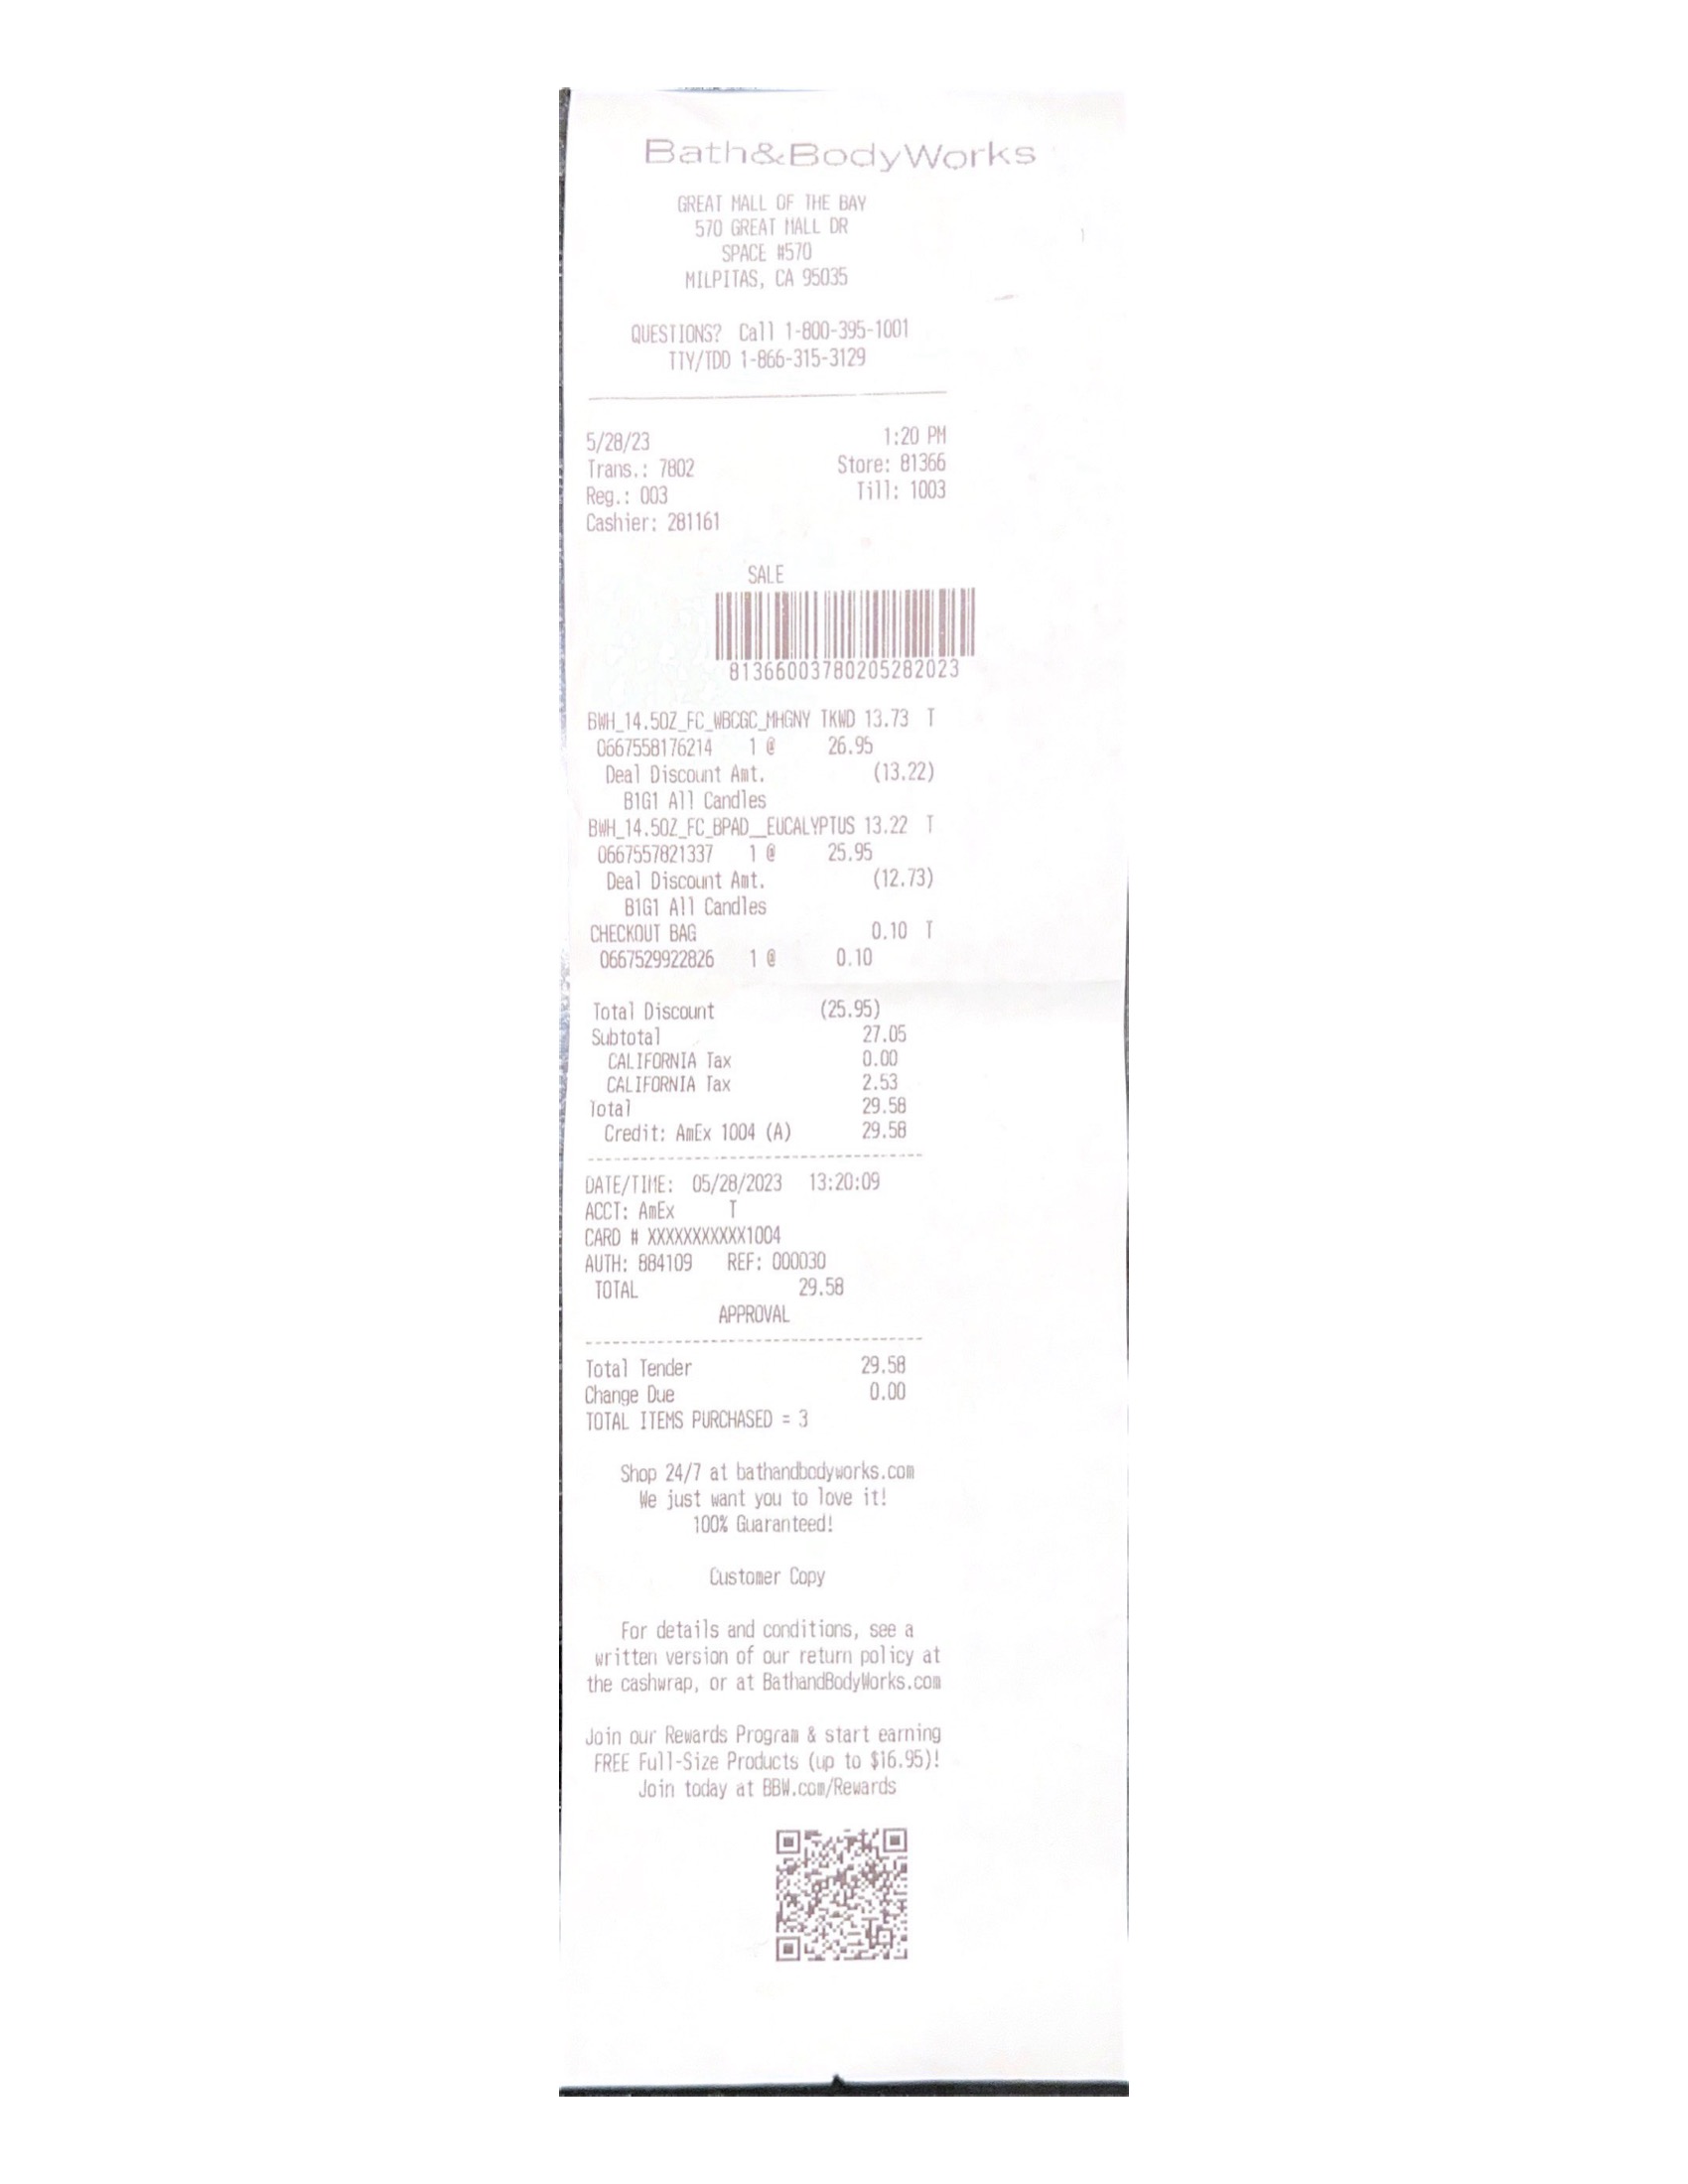 Bath&BodyWorks
GREAT MALL OF THE BAY
570 GREAT MALL DR
SPACE #570
MILPITAS, CA 95035
QUESTIONS? Call 1-800-395-1001
TTY/TDD 1-866-315-3129
5/28/23 1:20 PM
Trans.: 7802 Store: 81366
Reg.: 003 Till: 1003
Cashier: 281161
SALE
81366003780205282023
BWH_14.5OZ_FC_WBCGC_MHGNY TKWD 13.73 T
0667558176214 1 @ 26.95
Deal Discount Amt. (13.22)
B1G1 All Candles
BWH_14.5OZ_FC_BPAD__EUCALYPTUS 13.22 T
0667557821337 1 @ 25.95
Deal Discount Amt. (12.73)
B1G1 All Candles
CHECKOUT BAG 0.10 T
0667529922826 1 @ 0.10
Total Discount (25.95)
Subtotal 27.05
CALIFORNIA Tax 0.00
CALIFORNIA Tax 2.53
Total 29.58
Credit: AmEx 1004 (A) 29.58
DATE/TIME: 05/28/2023 13:20:09
ACCT: AmEx T
CARD # XXXXXXXXXXX1004
AUTH: 884109 REF: 000030
TOTAL 29.58
APPROVAL
Total Tender 29.58
Change Due 0.00
TOTAL ITEMS PURCHASED = 3
Shop 24/7 at bathandbodyworks.com
We just want you to love it!
100% Guaranteed!
Customer Copy
For details and conditions, see a
written version of our return policy at
the cashwrap, or at BathandBodyWorks.com
Join our Rewards Program & start earning
FREE Full-Size Products (up to $16.95)!
Join today at BBW.com/Rewards